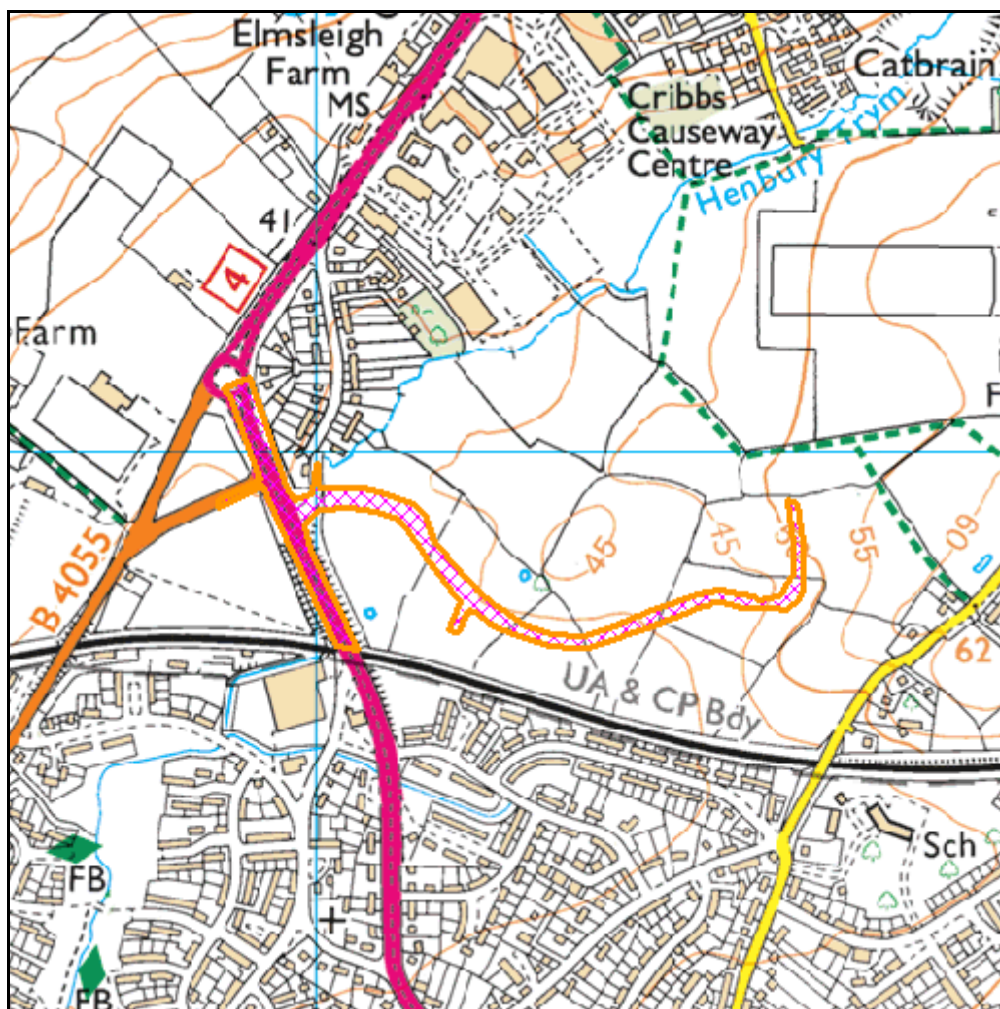 Elmsleigh
Farm
MS
Catbrain
Cribbs
Causeway
Centre
Henbury Trym
41
4
Farm
F
45
45
55
60
B 4055
62
UA & CP Bdy
Sch
FB
FB